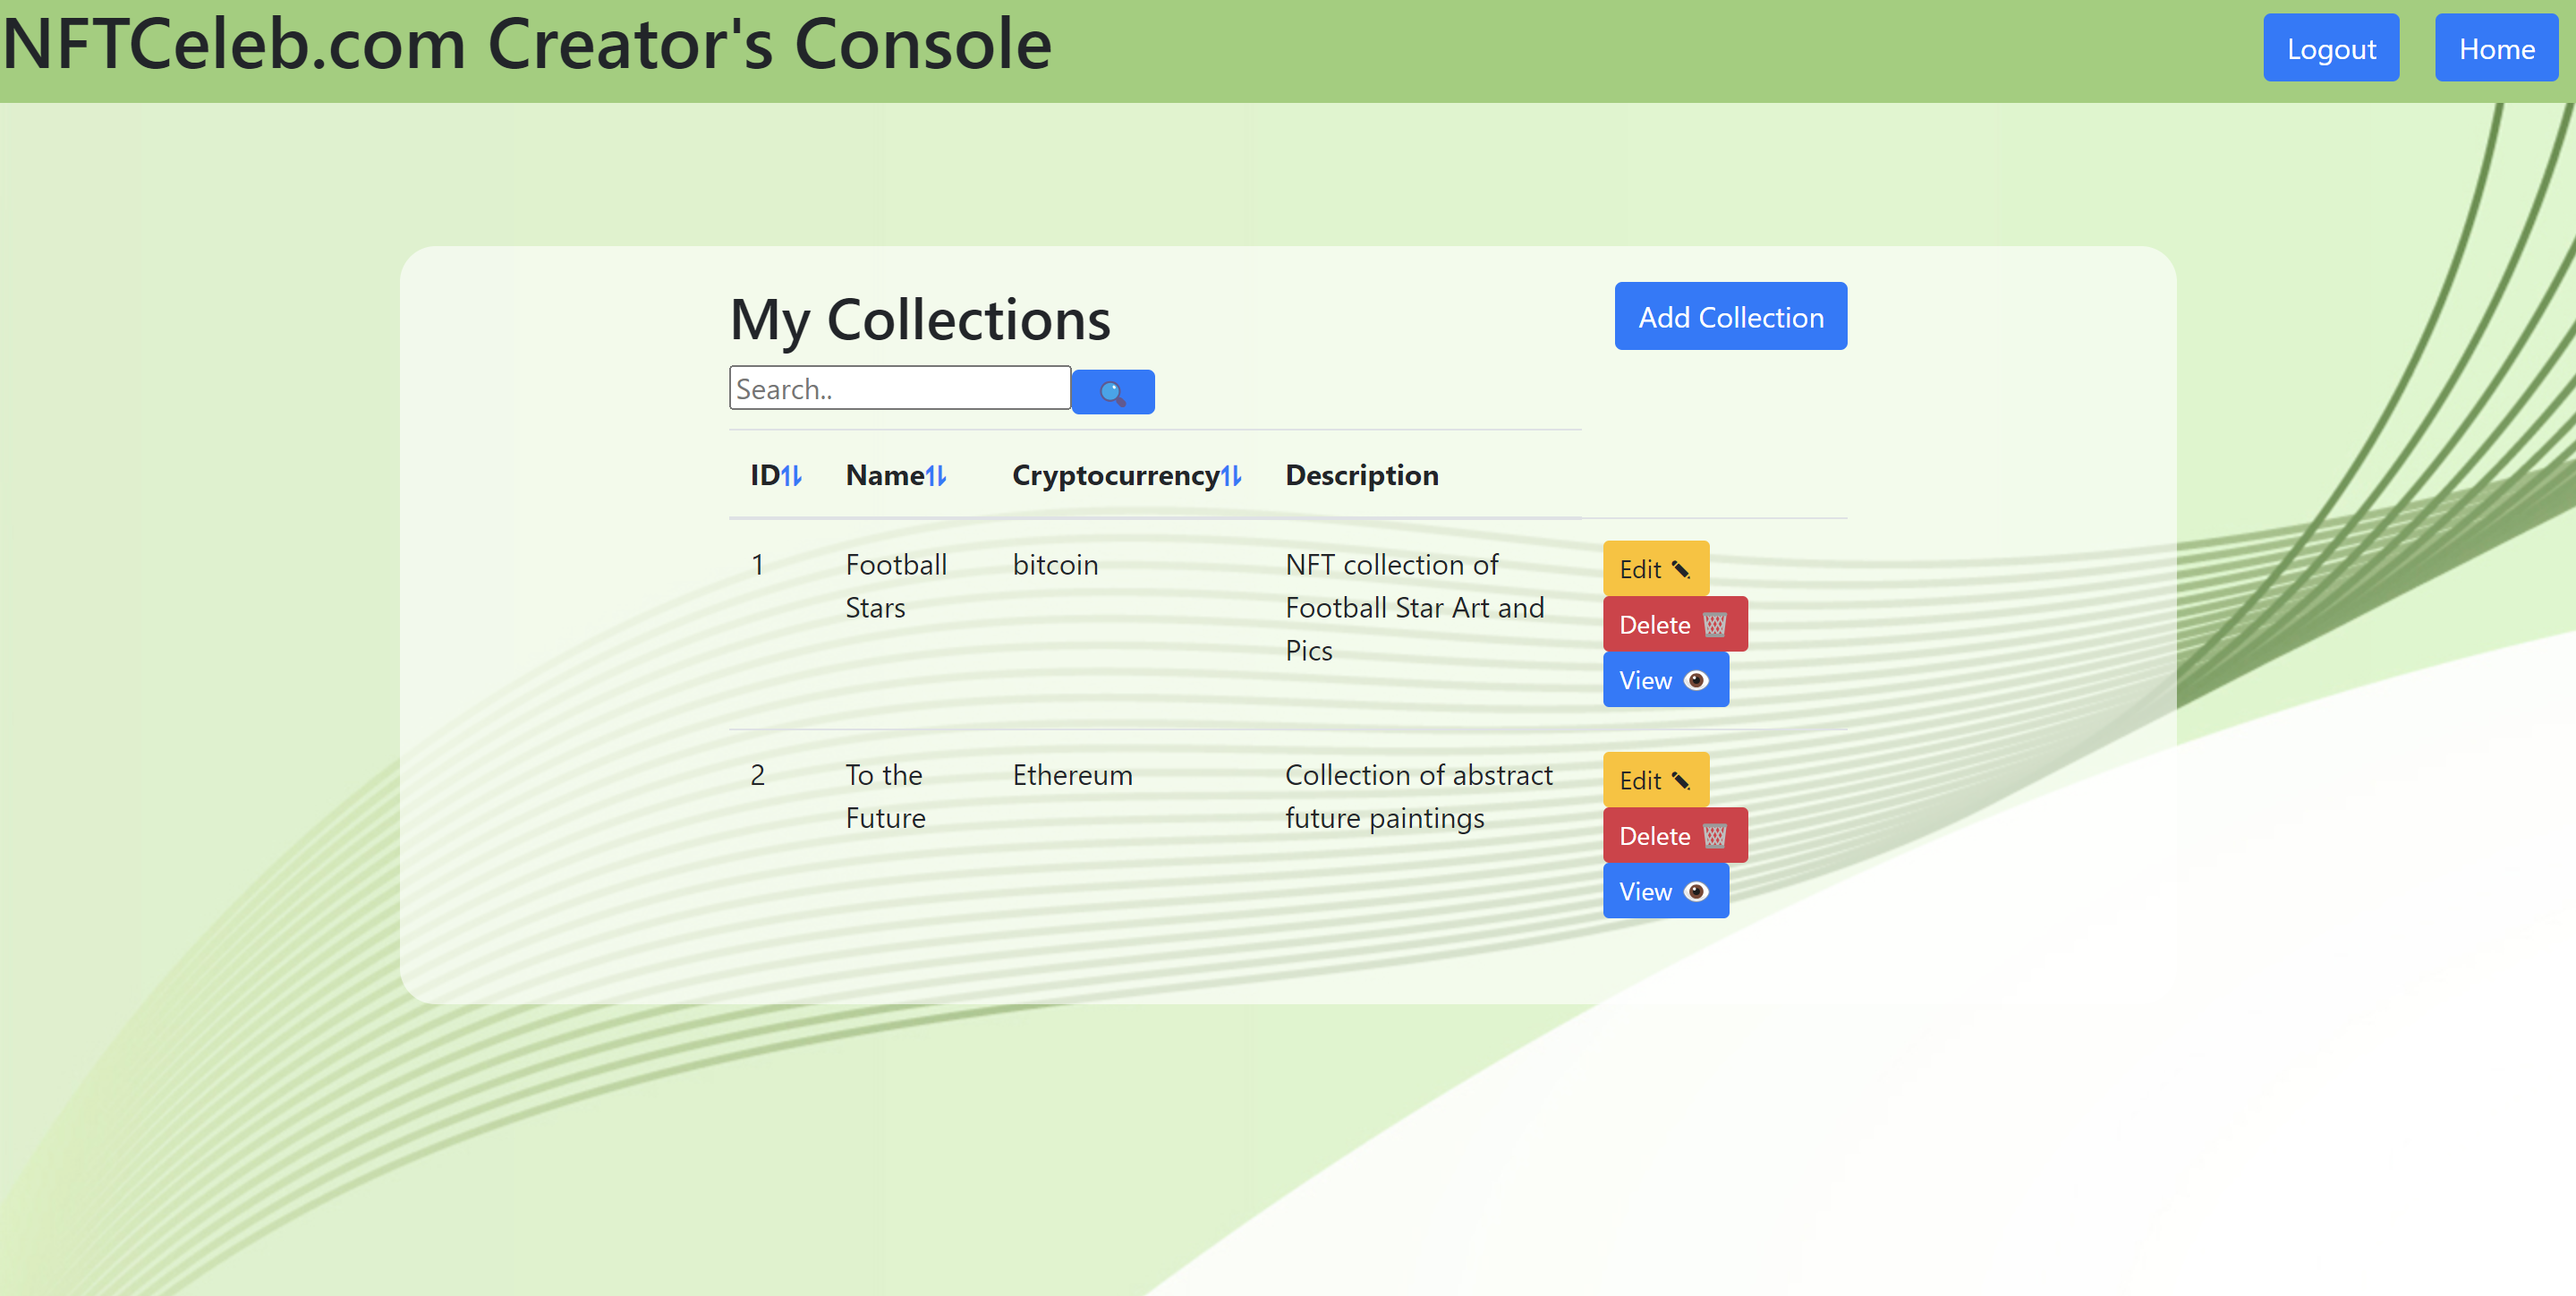 NFTCeleb.com Creator's Console
Logout
Home
My Collections
Add Collection
Search..
ID
Name
Cryptocurrency
Description
1
Football
Stars
bitcoin
NFT collection of
Football Star Art and
Pics
Edit
Delete
View
2
To the
Future
Ethereum
Collection of abstract
future paintings
Edit
Delete
View